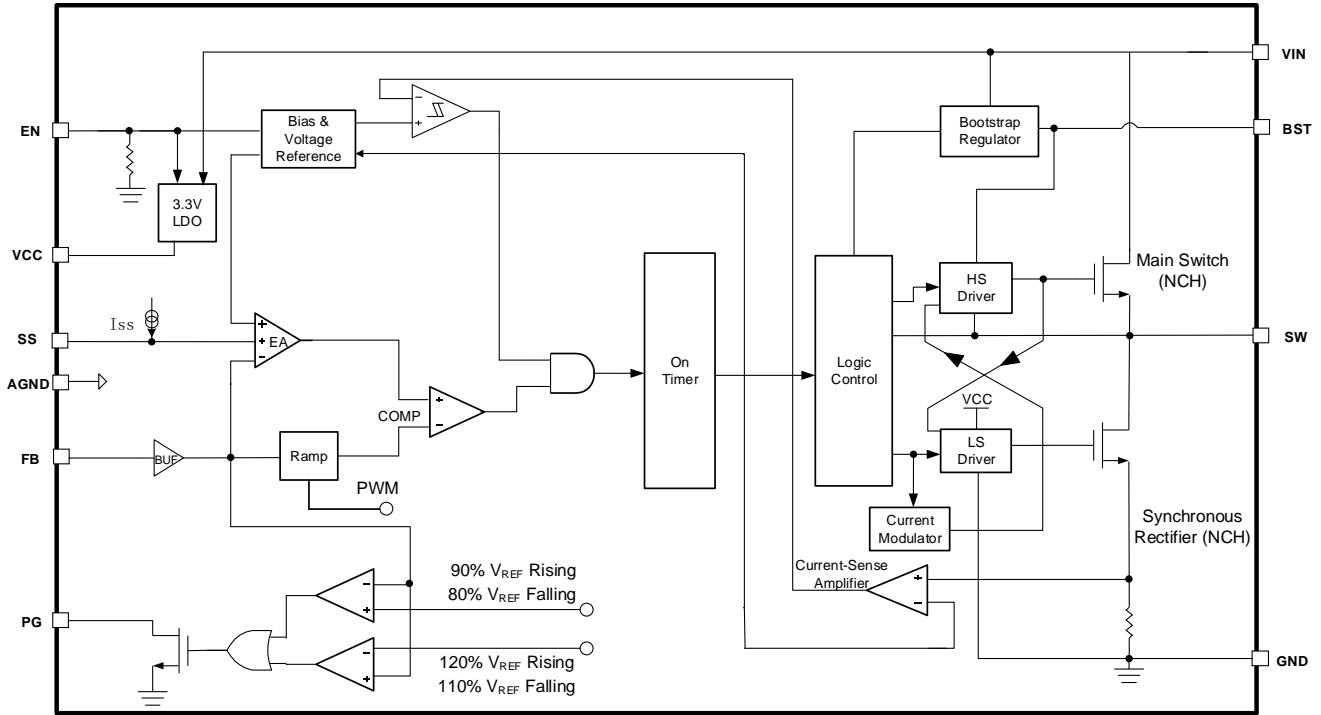 VIN
EN
Bias &
Voltage
Reference
Bootstrap
Regulator
BST
3.3V
LDO
VCC
Main Switch
(NCH)
HS
Driver
Iss
SS
EA
On
Timer
Logic
Control
SW
AGND
COMP
VCC
LS
Driver
FB
BUF
Ramp
PWM
Current
Modulator
Synchronous
Rectifier (NCH)
Current-Sense
Amplifier
90% VREF Rising
80% VREF Falling
PG
120% VREF Rising
110% VREF Falling
GND